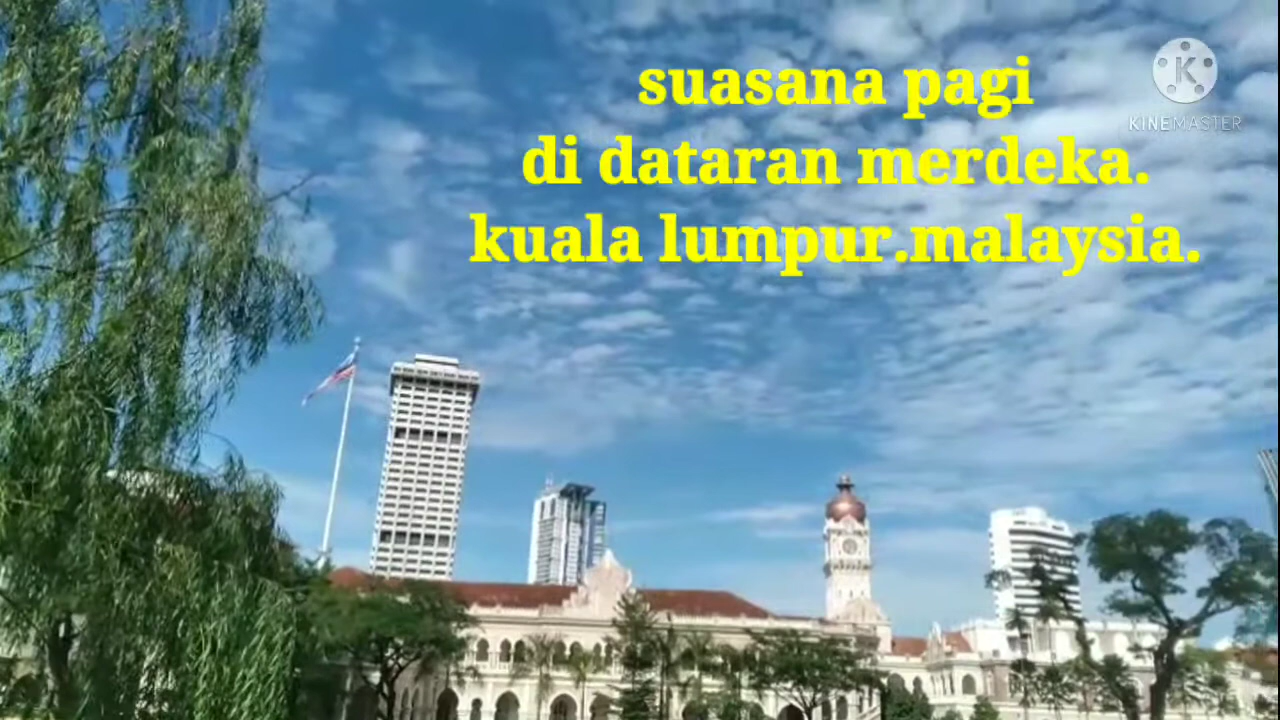 suasana pagi
di dataran merdeka.
kuala lumpur.malaysia.
K
KINEMASTER